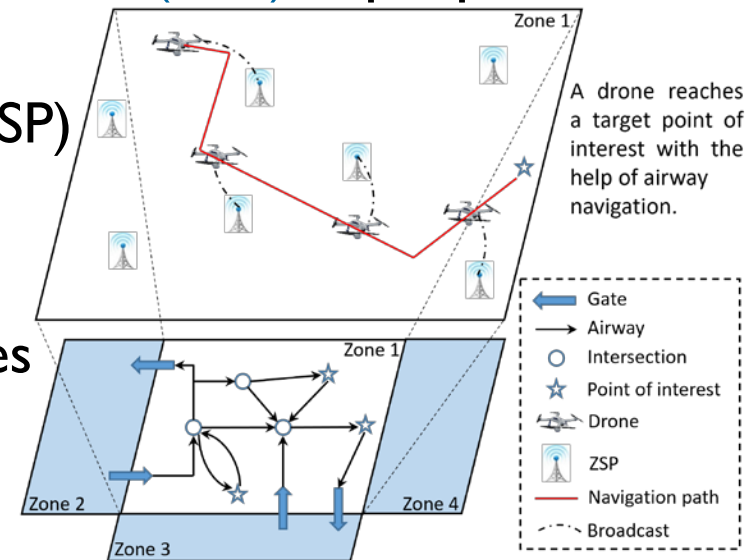 Zone 1
SP)
A drone reaches
a target point of
interest with the
help of airway
navigation.
es
Zone 1
Zone 2
Zone 3
Zone 4
Gate
Airway
Intersection
Point of interest
Drone
ZSP
Navigation path
Broadcast